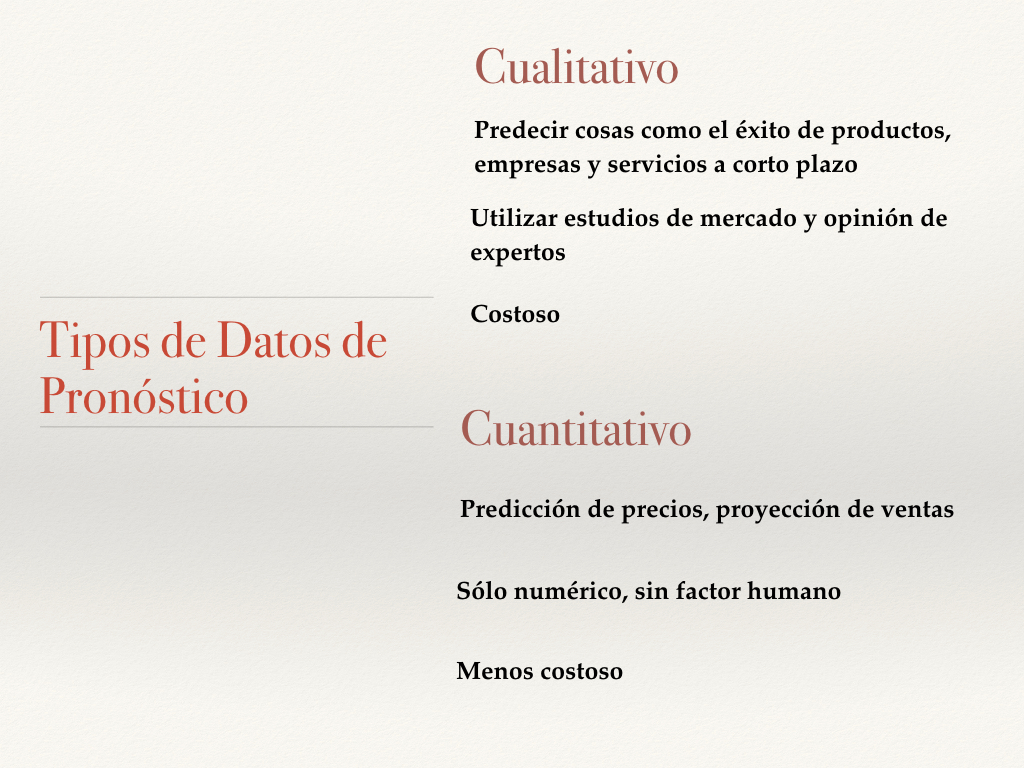 Tipos de Datos de
Pronóstico
Cualitativo
Predecir cosas como el éxito de productos,
empresas y servicios a corto plazo
Utilizar estudios de mercado y opinión de
expertos
Costoso
Cuantitativo
Predicción de precios, proyección de ventas
Sólo numérico, sin factor humano
Menos costoso